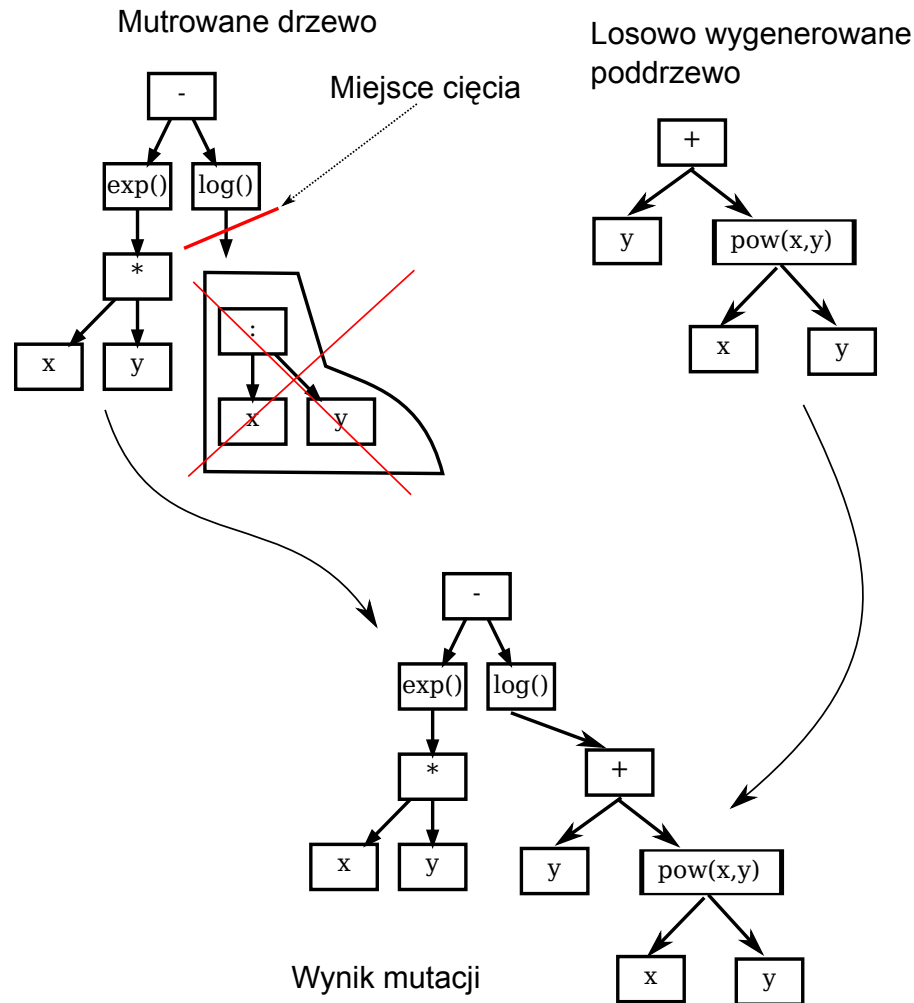 Mutrowane drzewo
Losowo wygenerowane
poddrzewo
Miejsce cięcia
-
exp()
log()
*
x
y
:
x
y
+
y
pow(x,y)
x
y
-
exp()
log()
*
x
y
+
y
pow(x,y)
x
y
Wynik mutacji